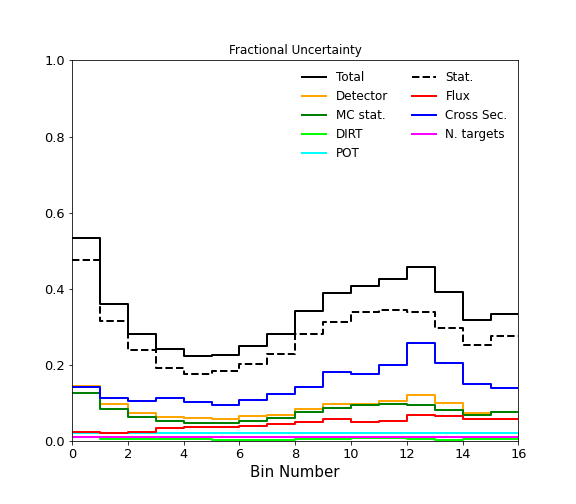 Fractional Uncertainty
1.0
0.8
0.6
0.4
0.2
0.0
Total
Detector
MC stat.
DIRT
POT
Stat.
Flux
Cross Sec.
N. targets
0 2 4 6 8 10 12 14 16
Bin Number